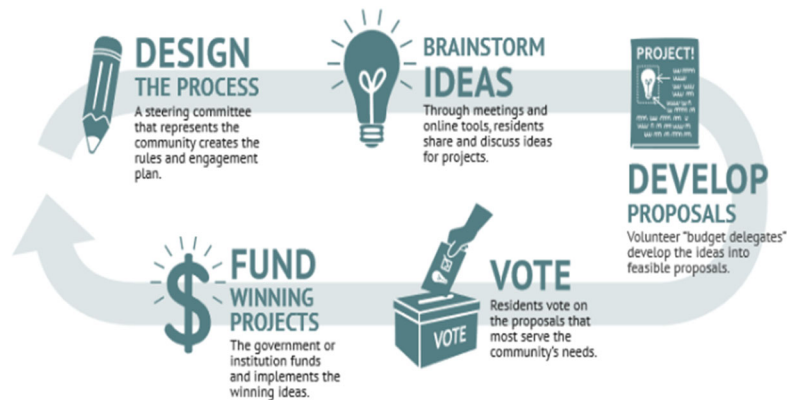 DESIGN
THE PROCESS
A steering committee
that represents the
community creates the
rules and engagement
plan.
BRAINSTORM
IDEAS
Through meetings and
online tools, residents
share and discuss ideas
for projects.
PROJECT!
DEVELOP
PROPOSALS
Volunteer "budget delegates"
develop the ideas into
feasible proposals.
VOTE
Residents vote on
the proposals that
most serve the
community's needs.
VOTE
FUND
WINNING
PROJECTS
The government or
institution funds
and implements the
winning ideas.